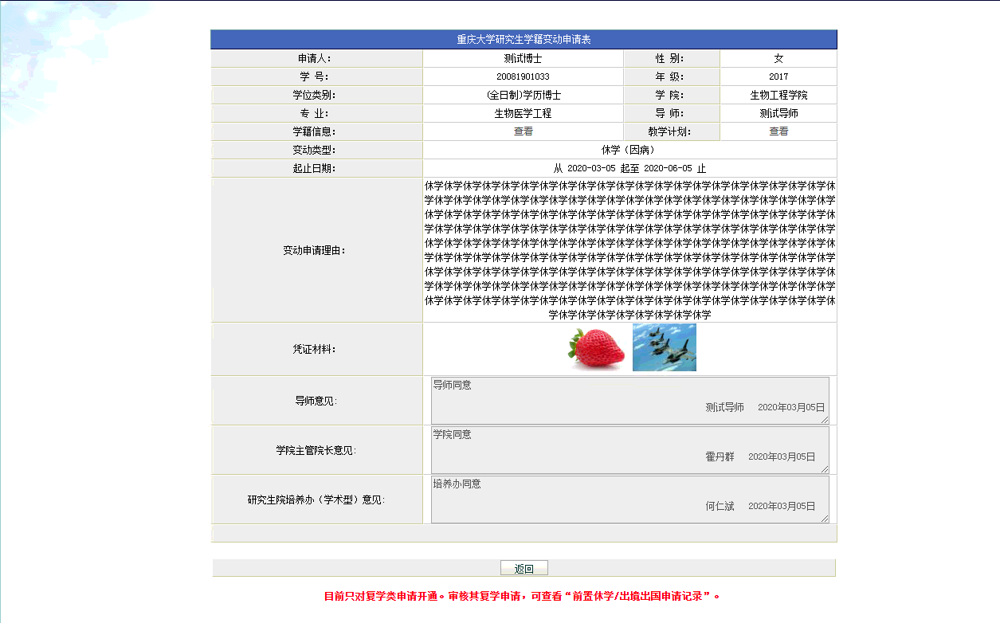 重庆大学研究生学籍变动申请表
申请人： 测试博士 性 别： 女
学 号： 20081901033 年 级： 2017
学位类别： (全日制)学历博士 学 院： 生物工程学院
专 业： 生物医学工程 导 师： 测试导师
学籍信息： 查看 教学计划： 查看
变动类型： 休学（因病）
起止日期： 从 2020-03-05 起至 2020-06-05 止
变动申请理由：
休学休学休学休学休学休学休学休学休学休学休学休学休学休学休学休学休学休学休学休学休学休
学休学休学休学休学休学休学休学休学休学休学休学休学休学休学休学休学休学休学休学休学休学
休学休学休学休学休学休学休学休学休学休学休学休学休学休学休学休学休学休学休学休学休学休
学休学休学休学休学休学休学休学休学休学休学休学休学休学休学休学休学休学休学休学休学休学
休学休学休学休学休学休学休学休学休学休学休学休学休学休学休学休学休学休学休学休学休学休
学休学休学休学休学休学休学休学休学休学休学休学休学休学休学休学休学休学休学休学休学休学
休学休学休学休学休学休学休学休学休学休学休学休学休学休学休学休学休学休学休学休学休学休
学休学休学休学休学休学休学休学休学休学休学休学休学休学休学休学休学休学休学休学休学休学
休学休学休学休学休学休学休学休学休学休学休学休学休学休学休学休学休学休学休学休学休学休
学休学休学休学休学休学休学休学休学
凭证材料：
导师意见:
导师同意
测试导师 2020年03月05日
学院主管院长意见:
学院同意
霍丹群 2020年03月05日
研究生院培养办（学术型）意见:
培养办同意
何仁斌 2020年03月05日
返回
目前只对复学类申请开通。审核其复学申请，可查看“前置休学/出境出国申请记录”。